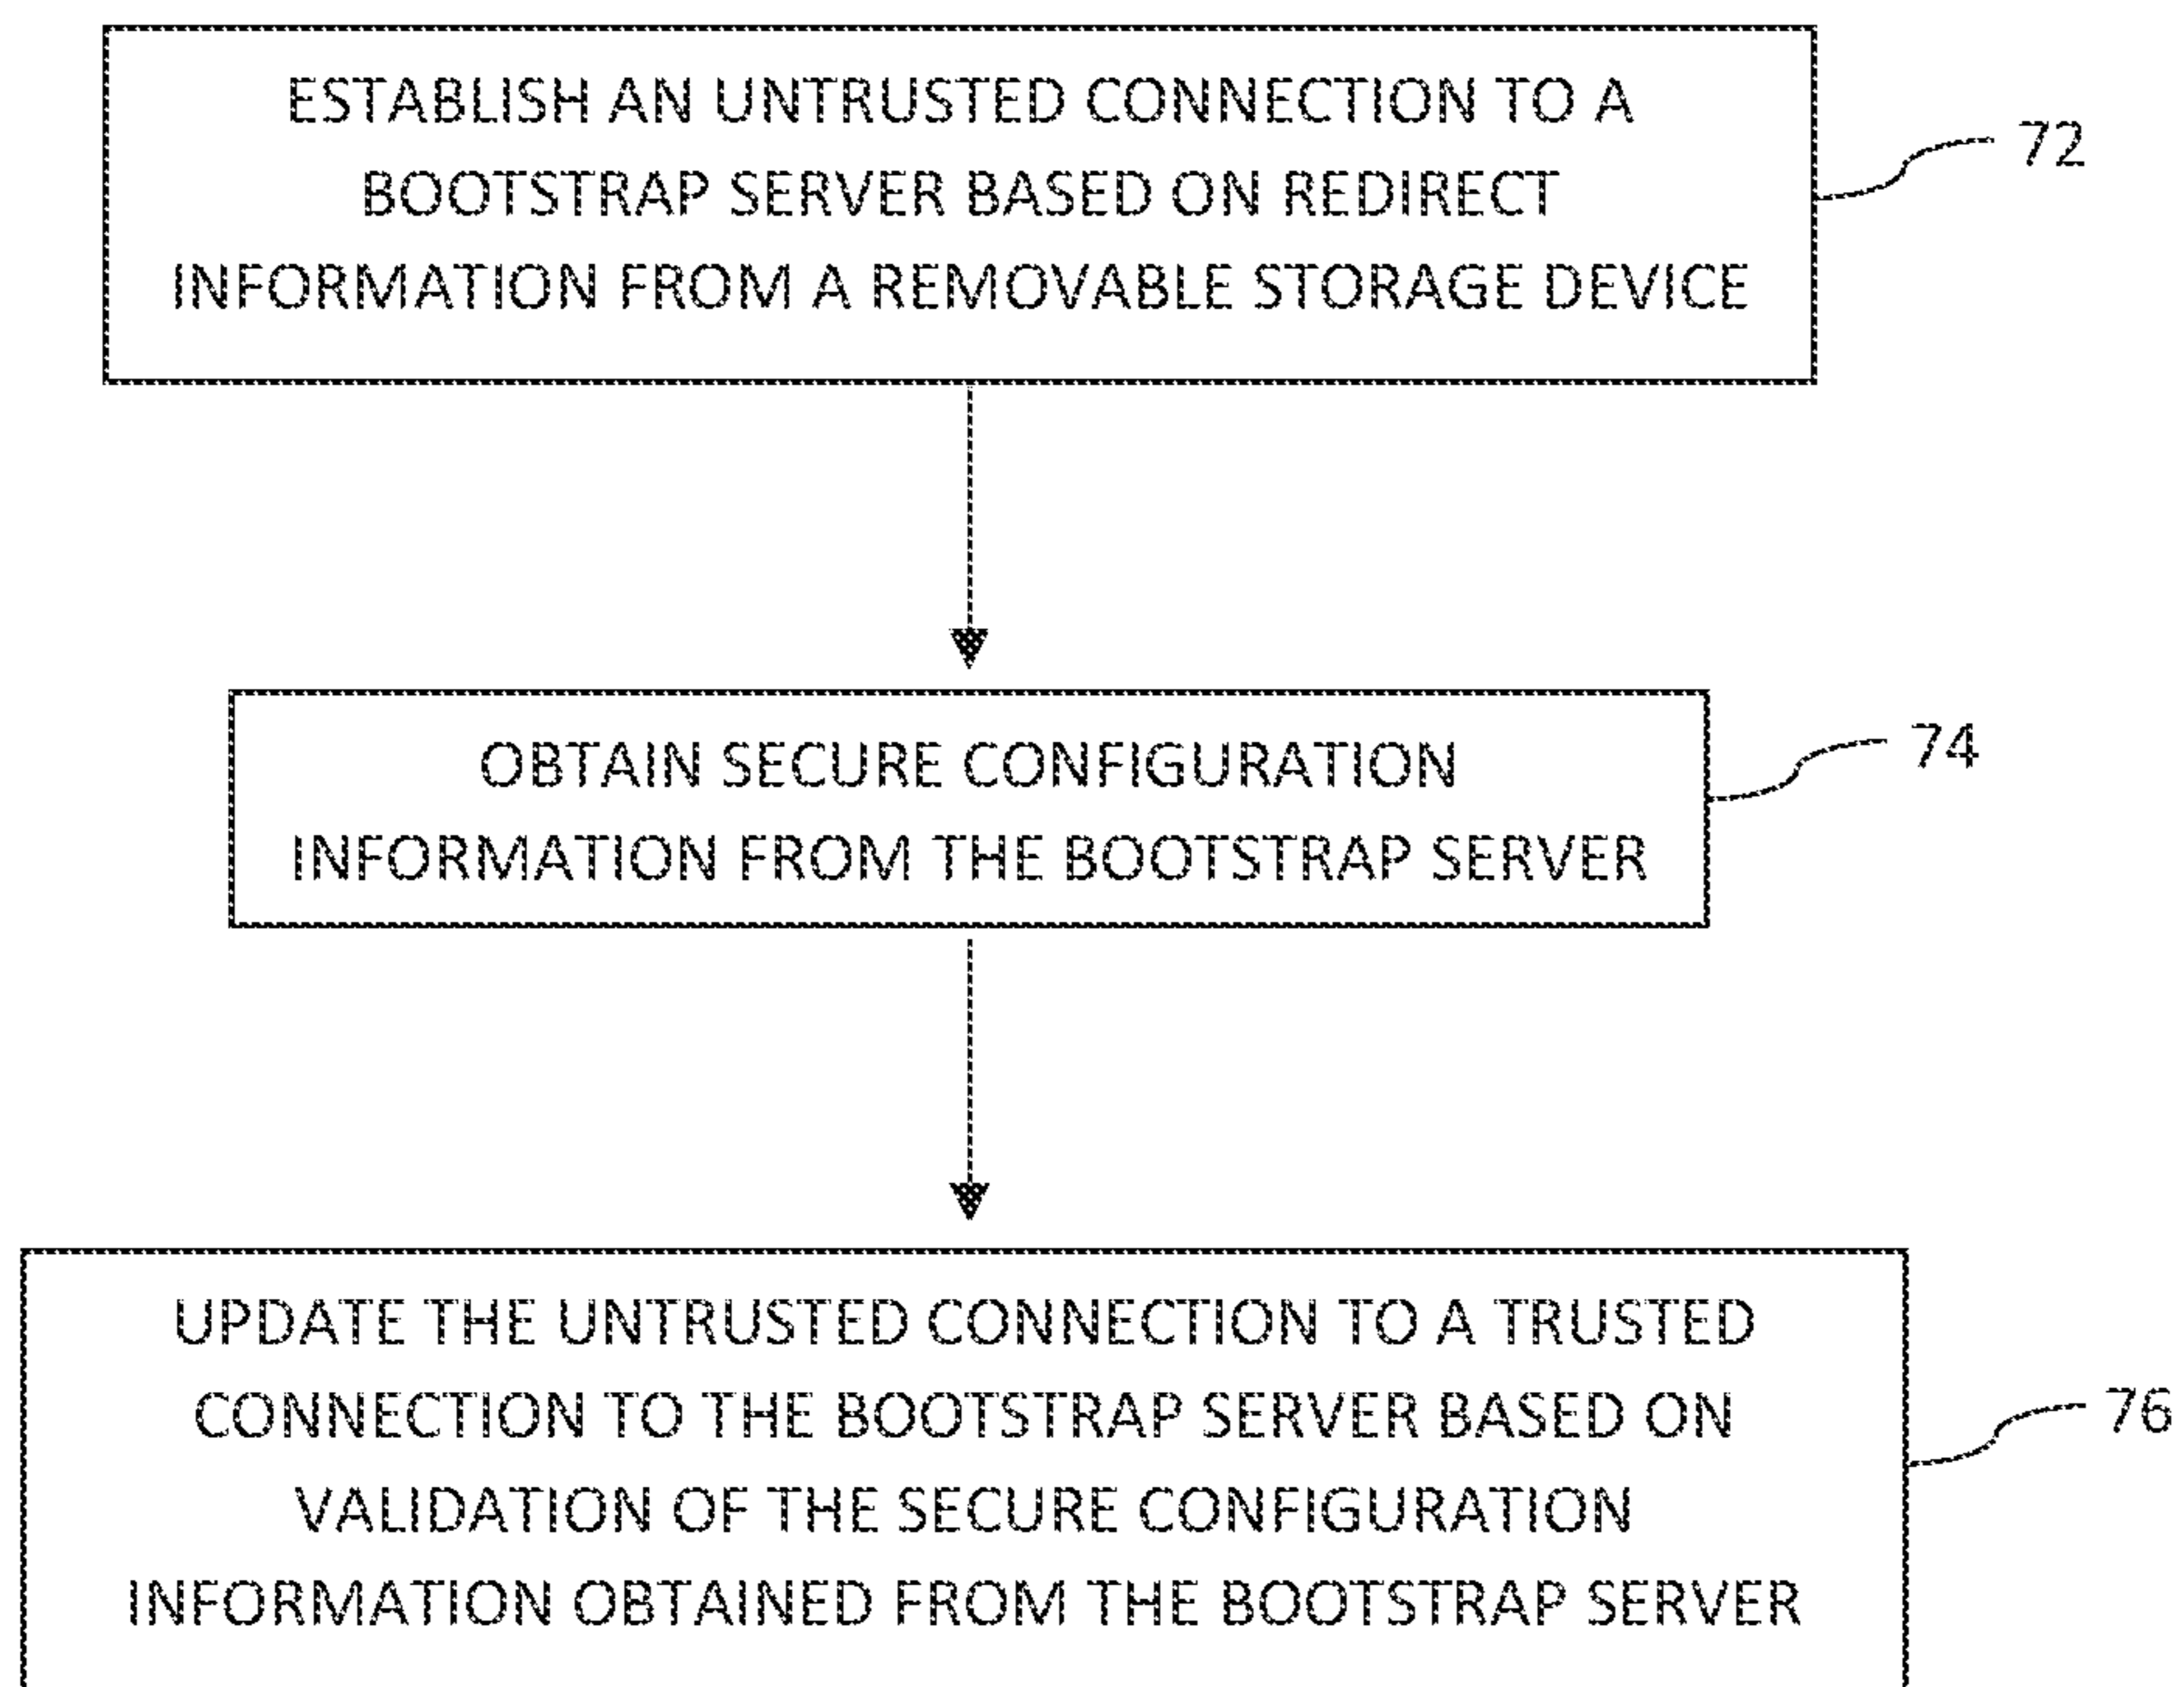 ESTABLISH AN UNTRUSTED CONNECTION TO A
BOOTSTRAP SERVER BASED ON REDIRECT
INFORMATION FROM A REMOVABLE STORAGE DEVICE
72
OBTAIN SECURE CONFIGURATION
INFORMATION FROM THE BOOTSTRAP SERVER
74
UPDATE THE UNTRUSTED CONNECTION TO A TRUSTED
CONNECTION TO THE BOOTSTRAP SERVER BASED ON
VALIDATION OF THE SECURE CONFIGURATION
INFORMATION OBTAINED FROM THE BOOTSTRAP SERVER
76